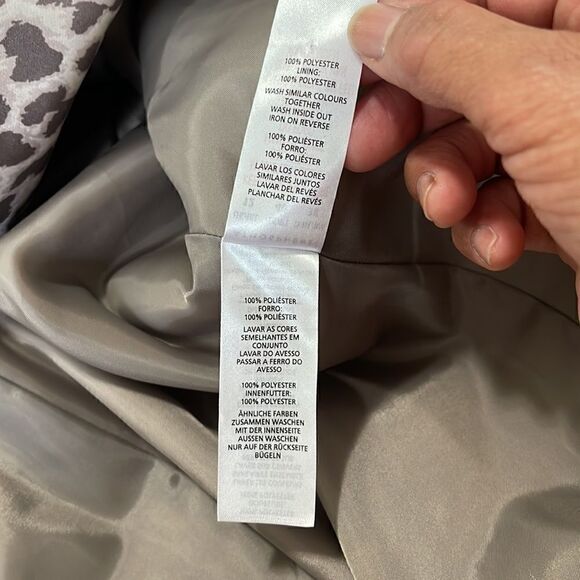 100% POLYESTER
LINING:
100% POLYESTER
WASH SIMILAR COLOURS
TOGETHER
WASH INSIDE OUT
IRON ON REVERSE
100% POLIÉSTER
FORRO:
100% POLIÉSTER
LAVAR LOS COLORES
SIMILARES JUNTOS
LAVAR DEL REVÉS
PLANCHAR DEL REVÉS
100% POLIÉSTER
FORRO:
100% POLIÉSTER
LAVAR AS CORES
SEMELHANTES EM
CONJUNTO
LAVAR DO AVESSO
PASSAR A FERRO DO
AVESSO
100% POLYESTER
INNENFUTTER:
100% POLYESTER
ÄHNLICHE FARBEN
ZUSAMMEN WASCHEN
MIT DER INNENSEITE
AUSSEN WASCHEN
NUR AUF DER RÜCKSEITE
BÜGELN